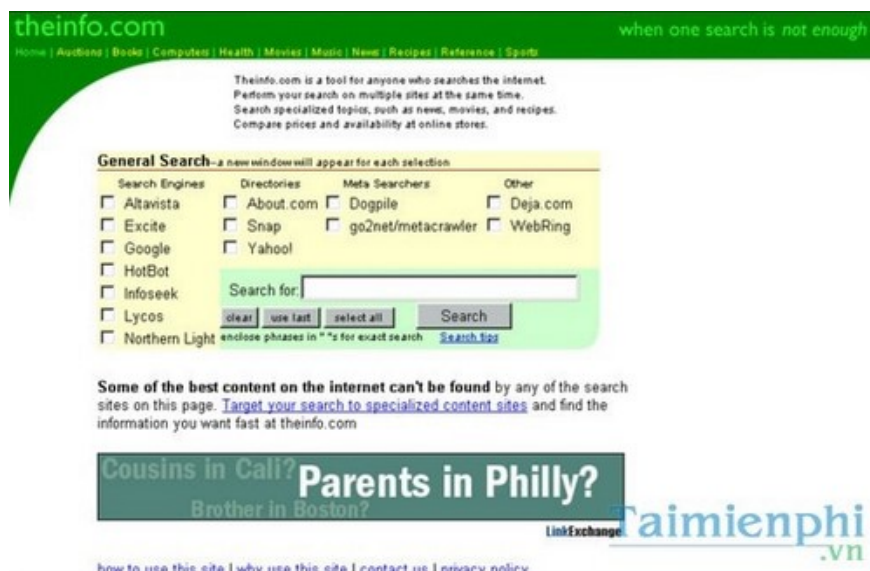 theinfo.com
when one search is not enough
Home | Auctions | Books | Computers | Health | Movies | Music | News | Recipes | Reference | Sports
Theinfo.com is a tool for anyone who searches the internet.
Perform your search on multiple sites at the same time.
Search specialized topics, such as news, movies, and recipes.
Compare prices and availability at online stores.
General Search–a new window will appear for each selection
Search Engines Directories Meta Searchers Other
Altavista About.com Dogpile Deja.com
Excite Snap go2net/metacrawler WebRing
Google Yahoo!
HotBot
Infoseek Search for:
Lycos clear use last select all Search
Northern Light enclose phrases in " "s for exact search Search tips
Some of the best content on the internet can't be found by any of the search
sites on this page. Target your search to specialized content sites and find the
information you want fast at theinfo.com
Cousins in Cali?
Parents in Philly?
Brother in Boston?
LinkExchange
Taimienphi
.vn
how to use this site | why use this site | contact us | privacy policy